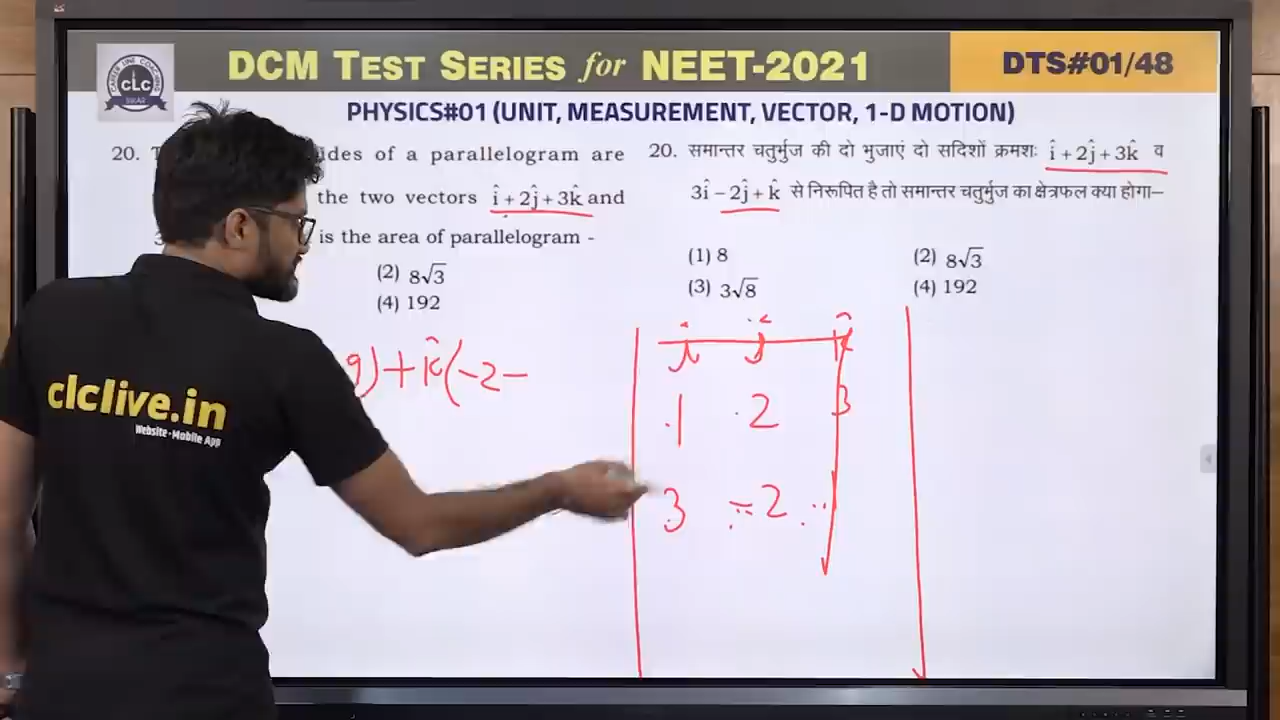 DCM TEST SERIES for NEET-2021
DTS#01/48
CLC
PHYSICS#01 (UNIT, MEASUREMENT, VECTOR, 1-D MOTION)
20. ides of a parallelogram are
the two vectors î + 2ĵ + 3k̂ and
is the area of parallelogram -
(2) 8√3
(4) 192
20. समान्तर चतुर्भुज की दो भुजाएं दो सदिशों क्रमशः î + 2ĵ + 3k̂ व
3î − 2ĵ + k̂ से निरूपित है तो समान्तर चतुर्भुज का क्षेत्रफल क्या होगा–
(1) 8
(2) 8√3
(3) 3√8
(4) 192
9) + k̂(-2-
î ĵ k̂
1 2 3
3 -2
clclive.in
Website • Mobile App